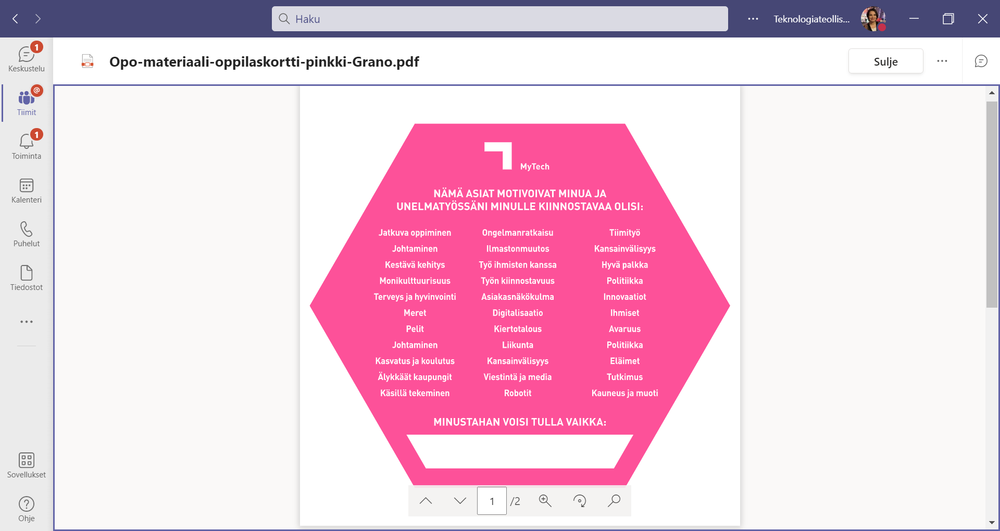 Haku
Teknologiateollis...
1
Keskustelu
@
Tiimit
1
Toiminta
Kalenteri
Puhelut
Tiedostot
Sovellukset
Ohje
Opo-materiaali-oppilaskortti-pinkki-Grano.pdf
Sulje
MyTech
NÄMÄ ASIAT MOTIVOIVAT MINUA JA
UNELMATYÖSSÄNI MINULLE KIINNOSTAVAA OLISI:
Jatkuva oppiminen
Johtaminen
Kestävä kehitys
Monikulttuurisuus
Terveys ja hyvinvointi
Meret
Pelit
Johtaminen
Kasvatus ja koulutus
Älykkäät kaupungit
Käsillä tekeminen
Ongelmanratkaisu
Ilmastonmuutos
Työ ihmisten kanssa
Työn kiinnostavuus
Asiakasnäkökulma
Digitalisaatio
Kiertotalous
Liikunta
Kansainvälisyys
Viestintä ja media
Robotit
Tiimityö
Kansainvälisyys
Hyvä palkka
Politiikka
Innovaatiot
Ihmiset
Avaruus
Politiikka
Eläimet
Tutkimus
Kauneus ja muoti
MINUSTAHAN VOISI TULLA VAIKKA:
1 /2